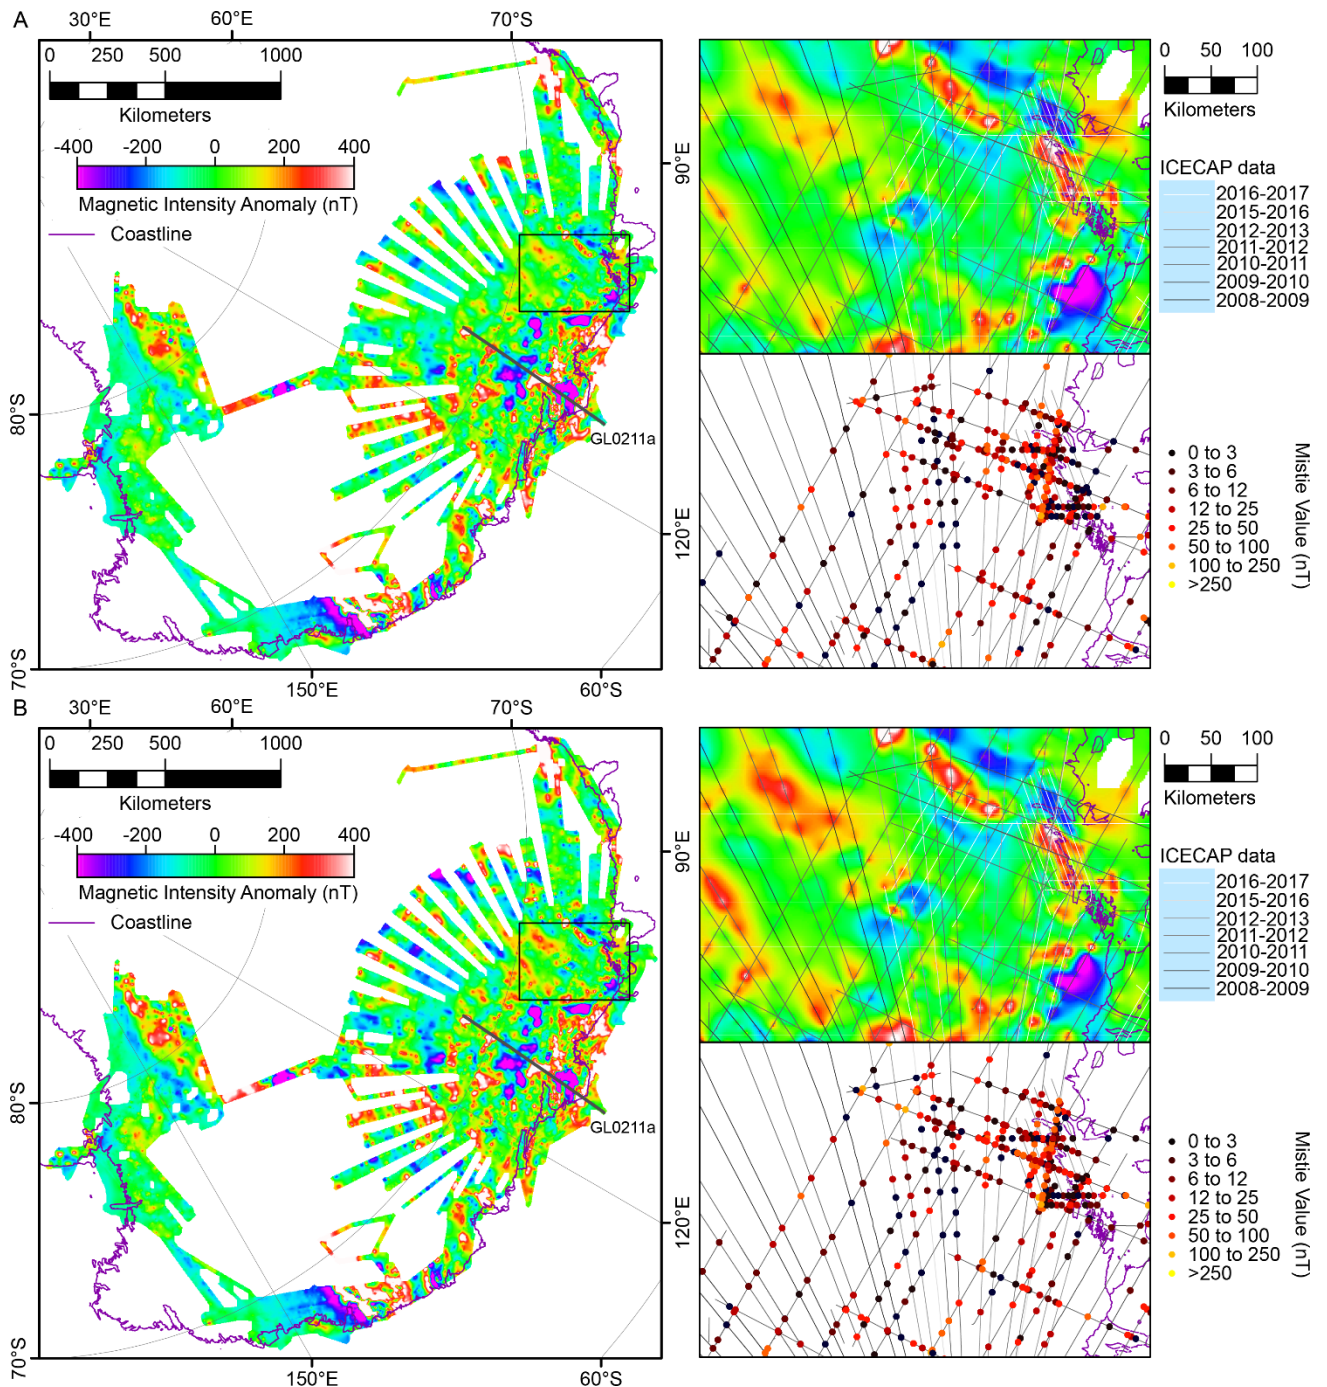 A
30°E
60°E
70°S
0 250 500 1000
Kilometers
−400 −200 0 200 400
Magnetic Intensity Anomaly (nT)
Coastline
80°S
70°S
150°E
60°S
GL0211a
90°E
120°E
0 50 100
Kilometers
ICECAP data
2016-2017
2015-2016
2012-2013
2011-2012
2010-2011
2009-2010
2008-2009
0 to 3
3 to 6
6 to 12
12 to 25
25 to 50
50 to 100
100 to 250
>250
Mistie Value (nT)
B
30°E
60°E
70°S
0 250 500 1000
Kilometers
−400 −200 0 200 400
Magnetic Intensity Anomaly (nT)
Coastline
80°S
70°S
150°E
60°S
GL0211a
90°E
120°E
0 50 100
Kilometers
ICECAP data
2016-2017
2015-2016
2012-2013
2011-2012
2010-2011
2009-2010
2008-2009
0 to 3
3 to 6
6 to 12
12 to 25
25 to 50
50 to 100
100 to 250
>250
Mistie Value (nT)